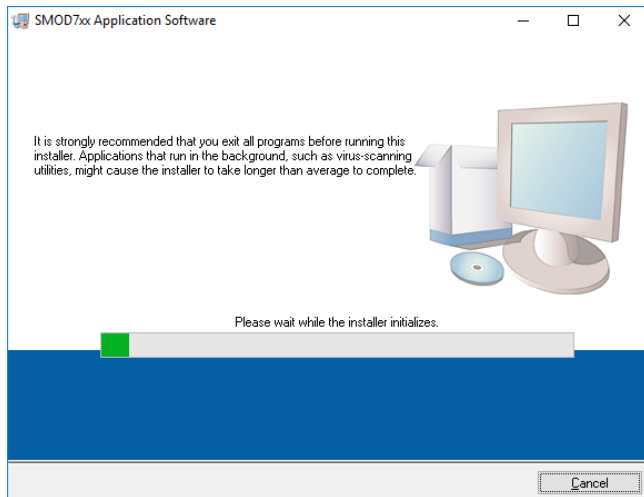 SMOD7xx Application Software
It is strongly recommended that you exit all programs before running this
installer. Applications that run in the background, such as virus-scanning
utilities, might cause the installer to take longer than average to complete.
Please wait while the installer initializes.
Cancel